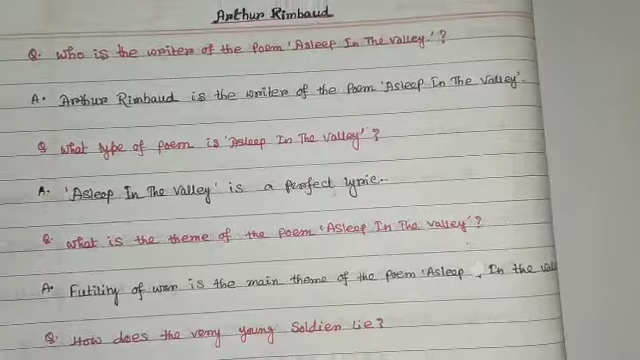 Arthur Rimbaud
Q. Who is the writer of the poem 'Asleep In The Valley.'?
A. Arthur Rimbaud is the writer of the poem 'Asleep In The Valley'.
Q What type of poem is 'Asleep In The Valley'?
A. 'Asleep In The Valley' is a perfect lyric..
Q. What is the theme of the poem 'Asleep In The Valley'?
A. Futility of war is the main theme of the poem 'Asleep In the
Q. How does the very young Soldier lie?